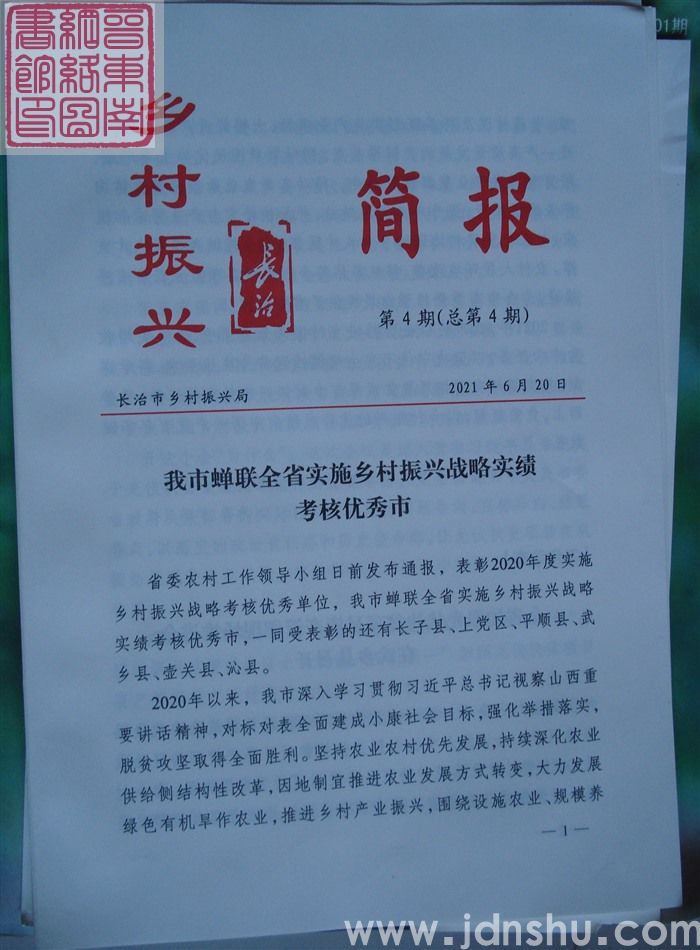 晋东南
网络图
书馆印
01期
乡村振兴
长治
简报
第4期(总第4期)
长治市乡村振兴局
2021年6月20日
我市蝉联全省实施乡村振兴战略实绩
考核优秀市
省委农村工作领导小组日前发布通报，表彰2020年度实施
乡村振兴战略考核优秀单位，我市蝉联全省实施乡村振兴战略
实绩考核优秀市，一同受表彰的还有长子县、上党区、平顺县、武
乡县、壶关县、沁县。
2020年以来，我市深入学习贯彻习近平总书记视察山西重
要讲话精神，对标对表全面建成小康社会目标，强化举措落实，
脱贫攻坚取得全面胜利。坚持农业农村优先发展，持续深化农业
供给侧结构性改革，因地制宜推进农业发展方式转变，大力发展
绿色有机旱作农业，推进乡村产业振兴，围绕设施农业、规模养
—1—
www.jdnshu.com